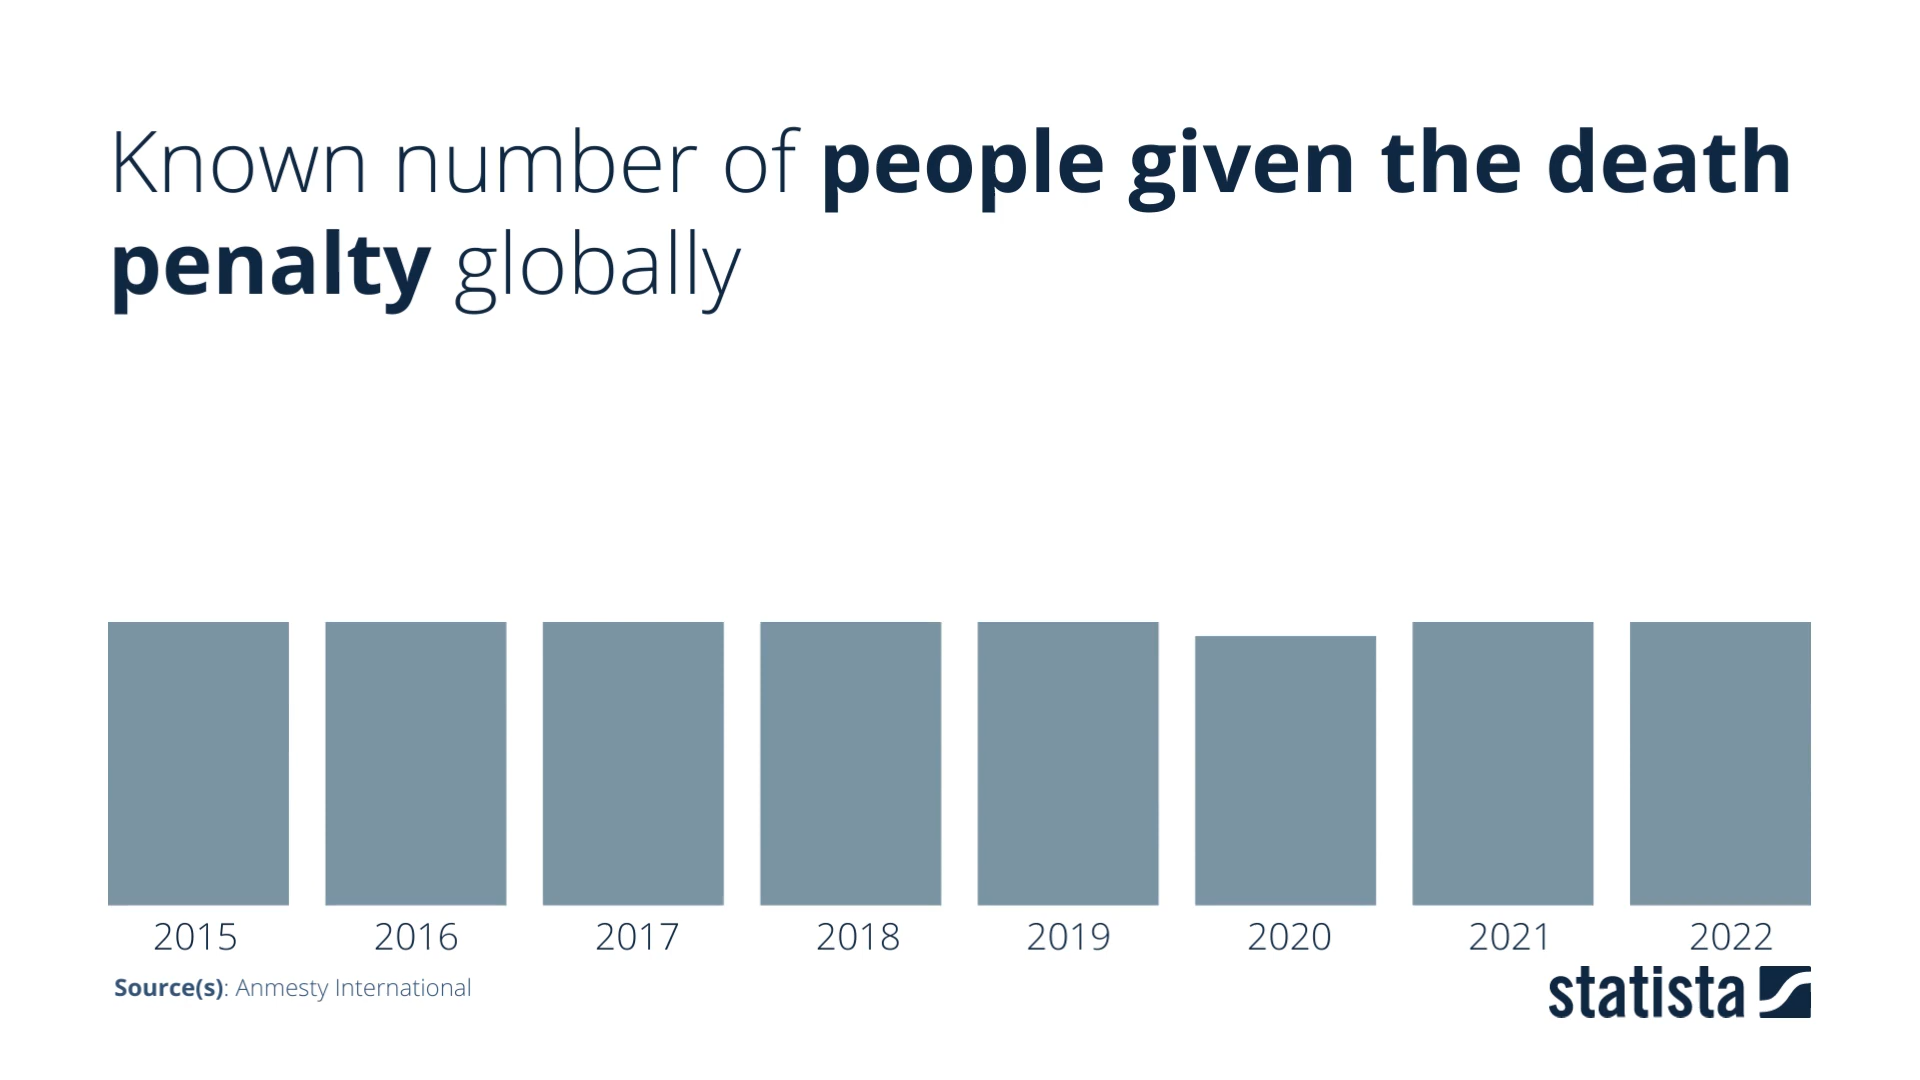 Known number of people given the death
penalty globally
2015 2016 2017 2018 2019 2020 2021 2022
Source(s): Anmesty International
statista